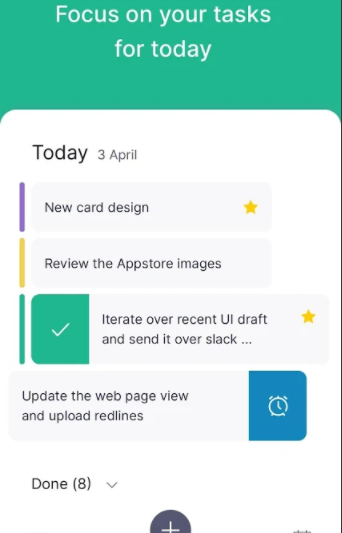 Focus on your tasks
for today
Today 3 April
New card design
Review the Appstore images
Iterate over recent UI draft
and send it over slack ...
Update the web page view
and upload redlines
Done (8)